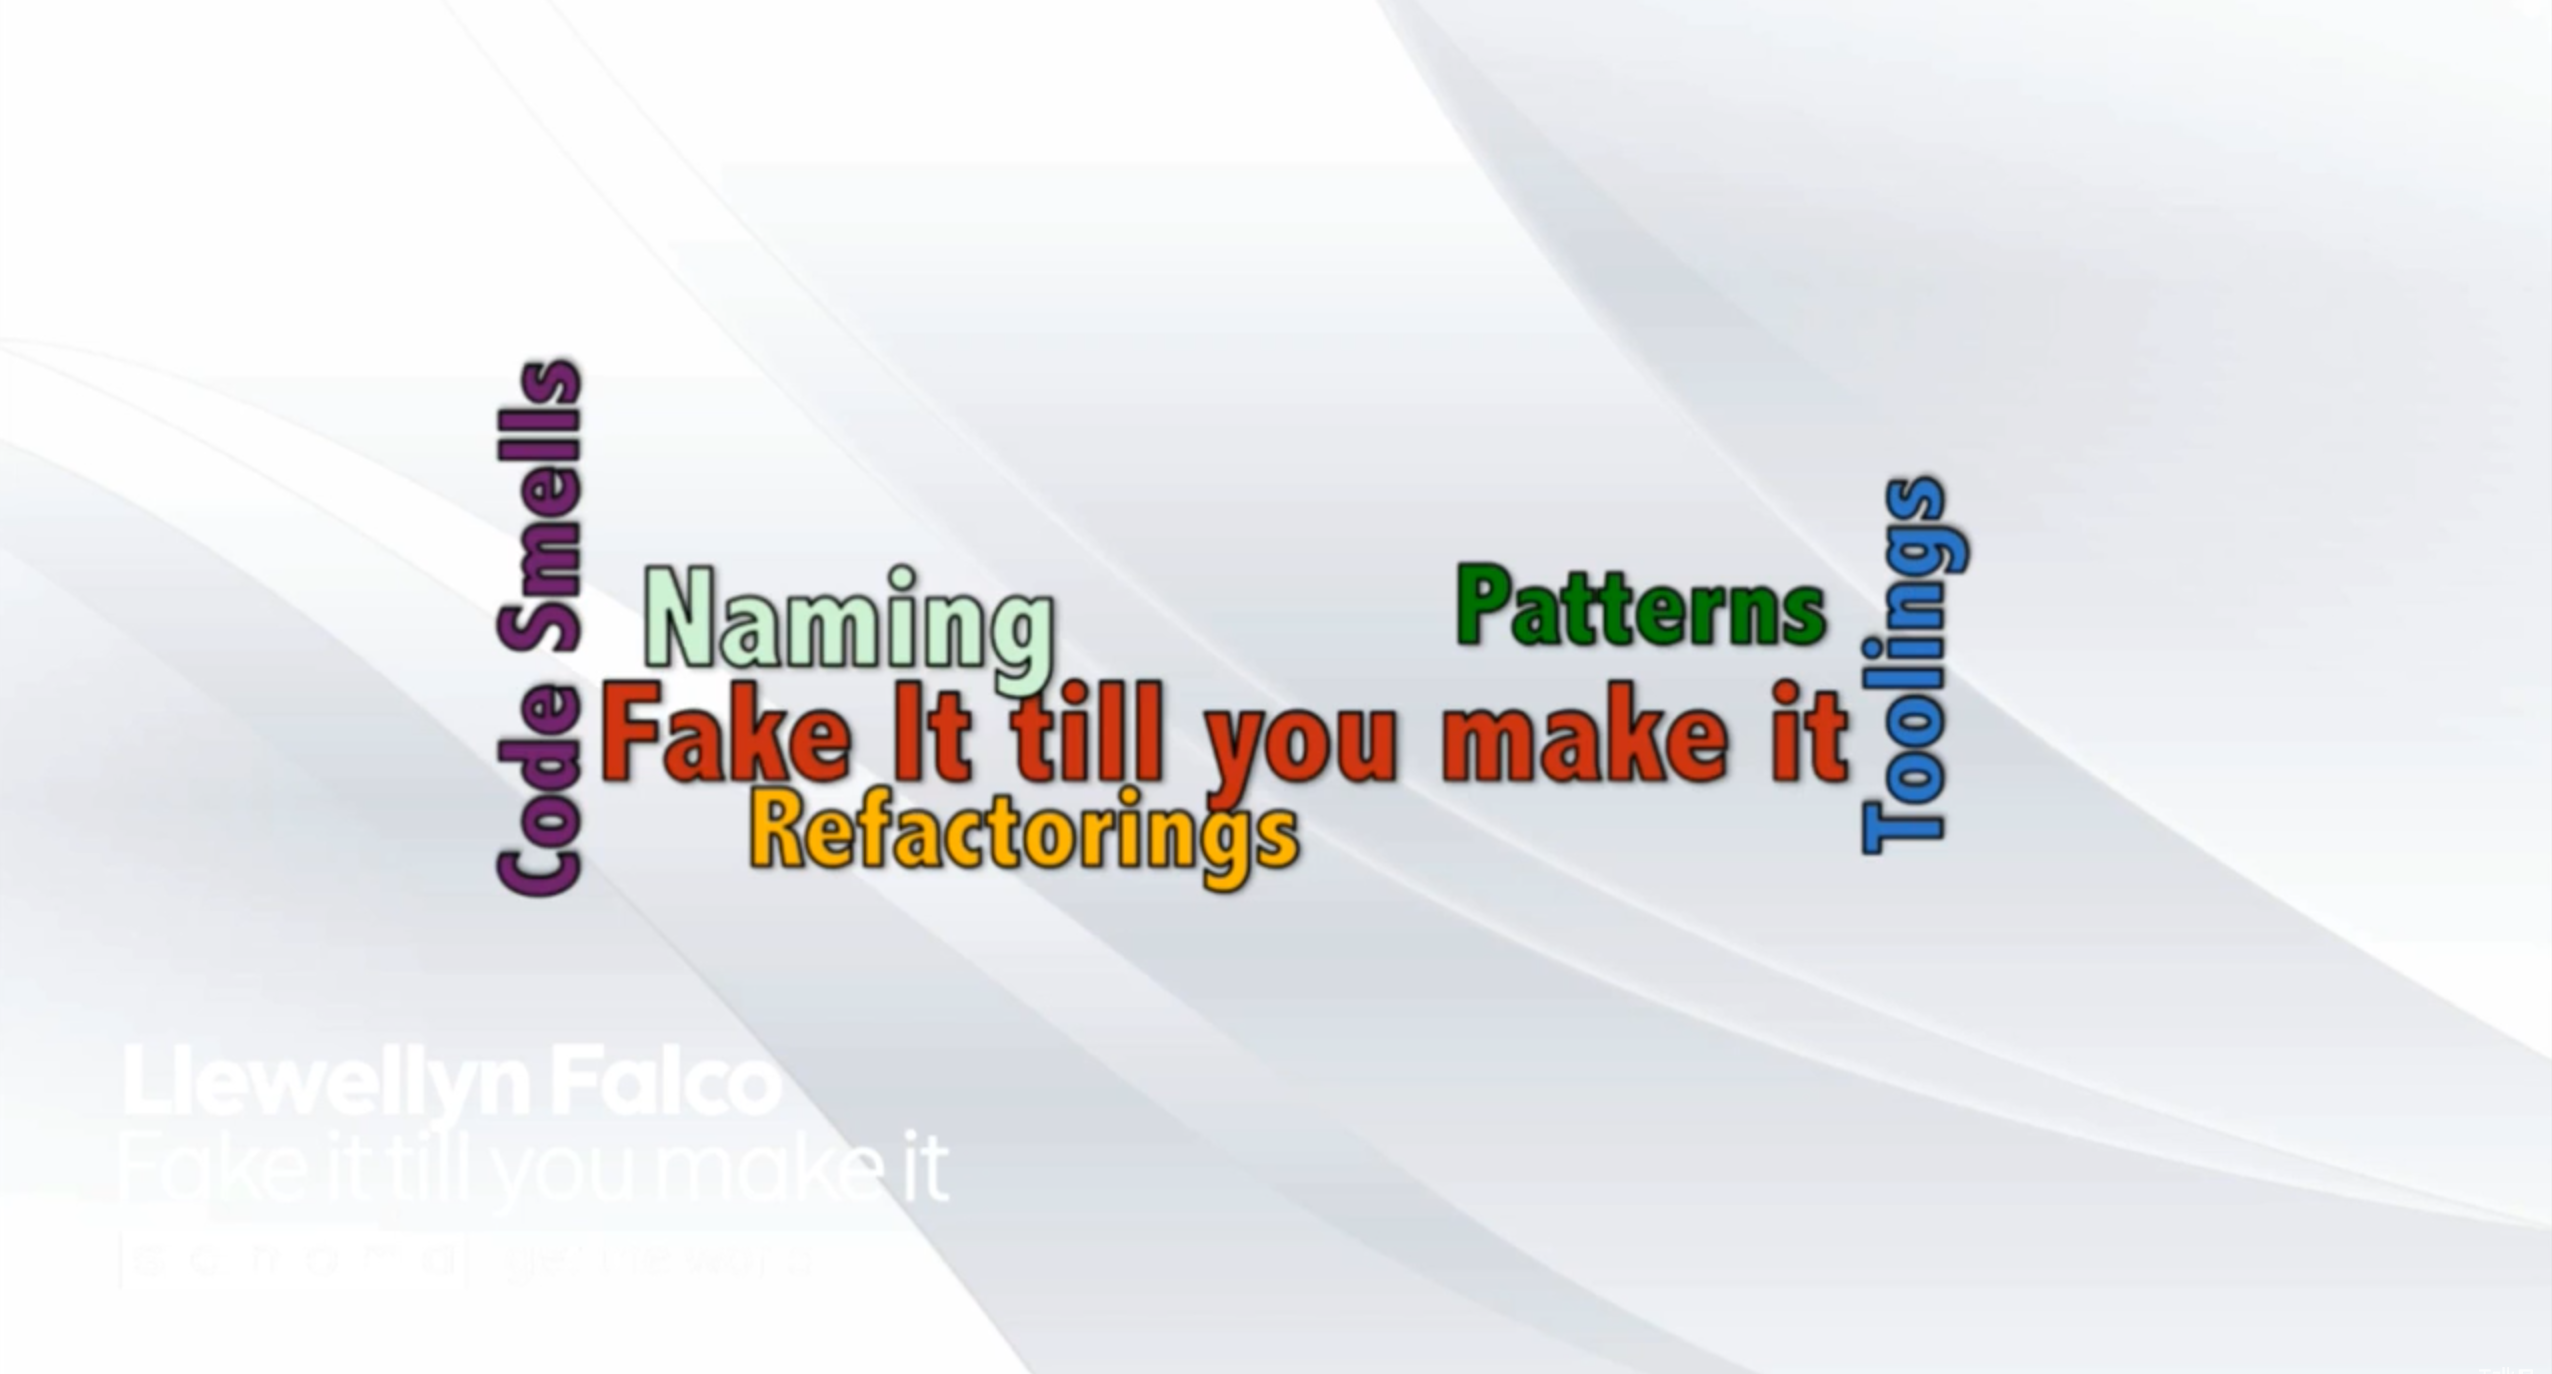 Code Smells
Naming
Patterns
Toolings
Fake It till you make it
Refactorings
Llewellyn Falco
Fake it till you make it